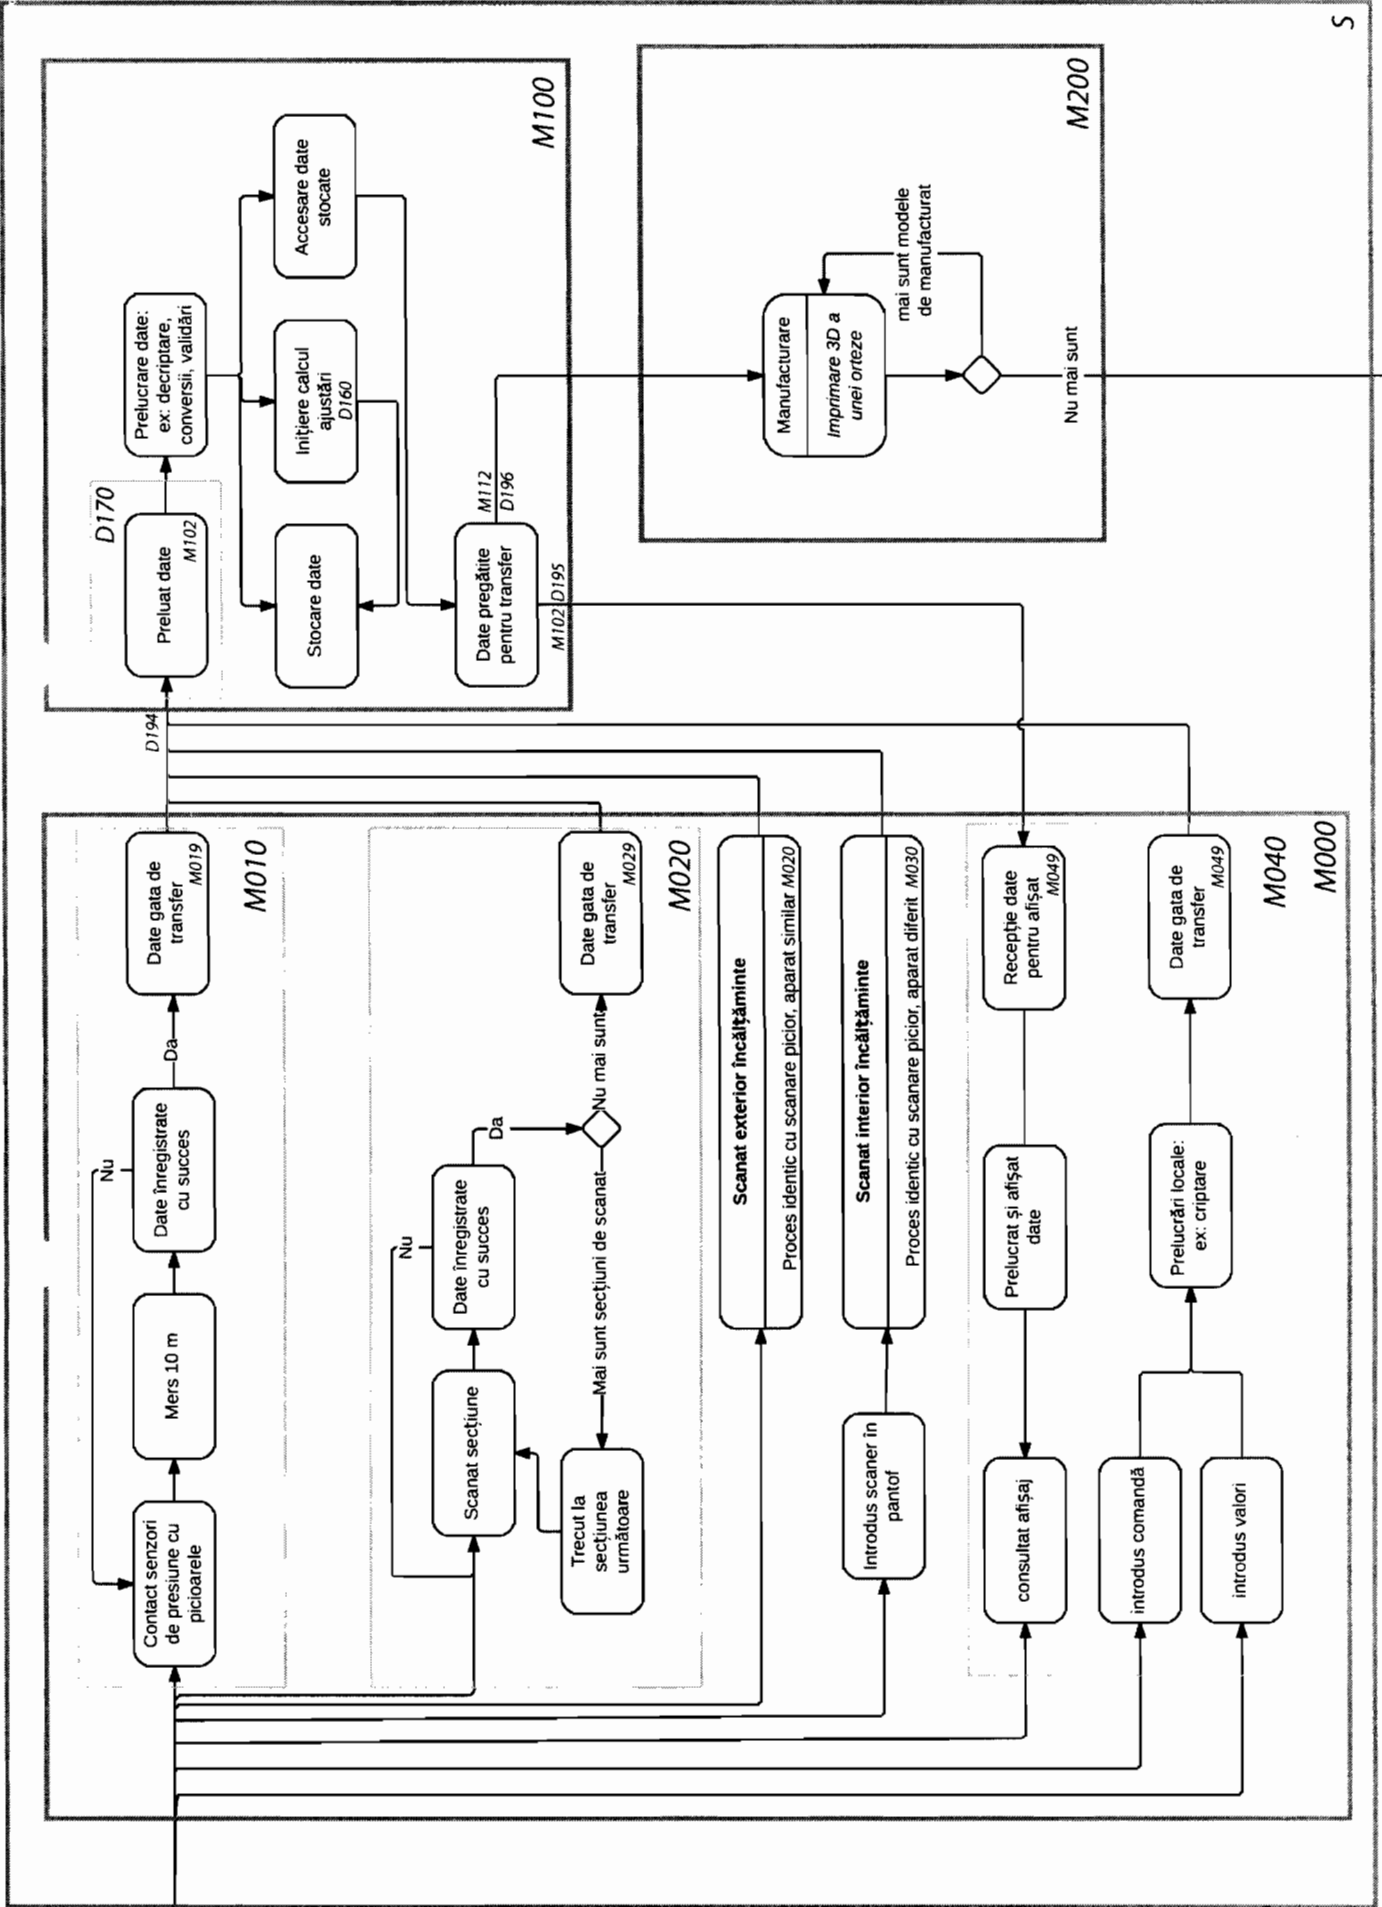 Contact senzori
de presiune cu
picioarele
Mers 10 m
Date înregistrate
cu succes
Nu
Da
Date gata de
transfer
M019
M010
Scanat secțiune
Date înregistrate
cu succes
Nu
Da
Trecut la
secțiunea
următoare
Mai sunt secțiuni de scanat
Nu mai sunt
Date gata de
transfer
M029
M020
Scanat exterior încălțăminte
Proces identic cu scanare picior, aparat similar M020
Introdus scaner în
pantof
Scanat interior încălțăminte
Proces identic cu scanare picior, aparat diferit M030
consultat afișaj
Prelucrat și afișat
date
Recepție date
pentru afișat
M049
introdus comandă
introdus valori
Prelucrări locale:
ex: criptare
Date gata de
transfer
M049
M040
M000
D194
D170
Preluat date
M102
Prelucrare date:
ex: decriptare,
conversii, validări
Stocare date
Inițiere calcul
ajustări
D160
Accesare date
stocate
Date pregătite
pentru transfer
M112
D196
M102
D195
M100
Manufacturare
Imprimare 3D a
unei orteze
mai sunt modele
de manufacturat
Nu mai sunt
M200
S